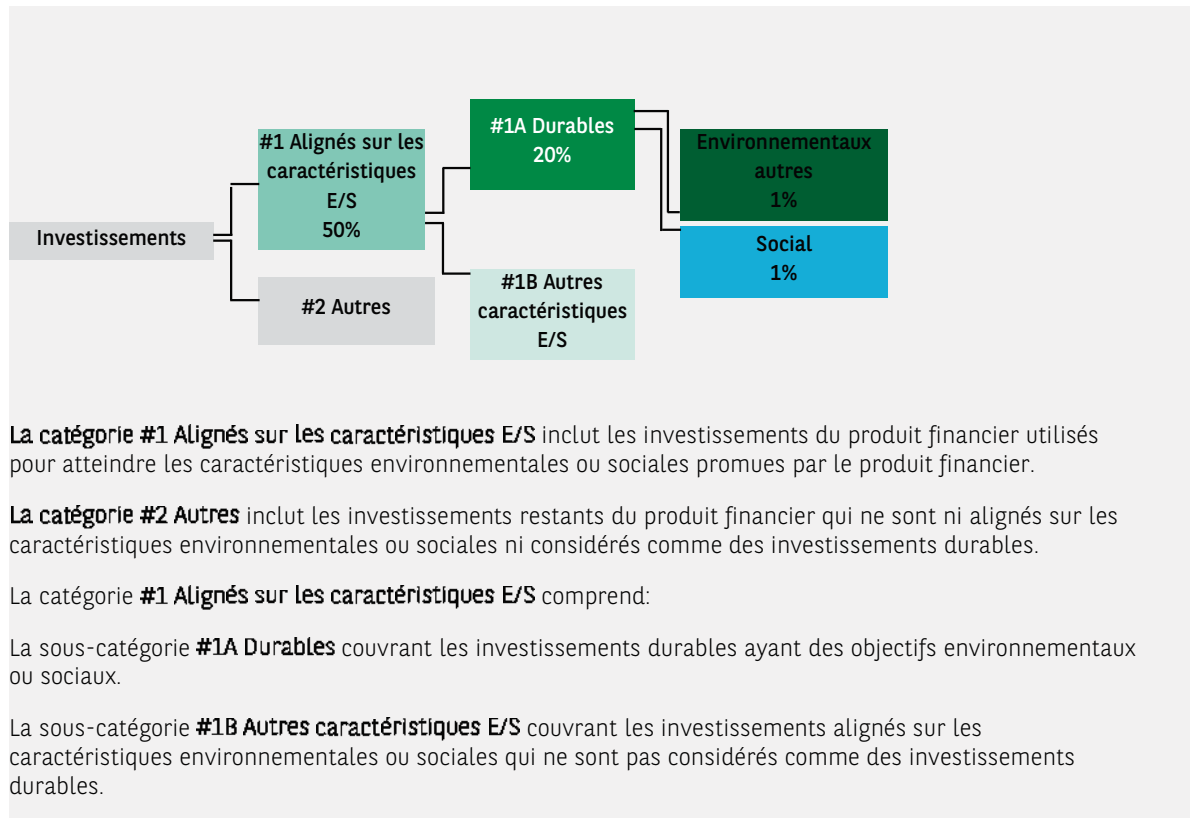 #1A Durables
20%
#1 Alignés sur les
caractéristiques
E/S
50%
Environnementaux
autres
1%
Investissements
Social
1%
#2 Autres
#1B Autres
caractéristiques
E/S
La catégorie #1 Alignés sur les caractéristiques E/S inclut les investissements du produit financier utilisés
pour atteindre les caractéristiques environnementales ou sociales promues par le produit financier.
La catégorie #2 Autres inclut les investissements restants du produit financier qui ne sont ni alignés sur les
caractéristiques environnementales ou sociales ni considérés comme des investissements durables.
La catégorie #1 Alignés sur les caractéristiques E/S comprend:
La sous-catégorie #1A Durables couvrant les investissements durables ayant des objectifs environnementaux
ou sociaux.
La sous-catégorie #1B Autres caractéristiques E/S couvrant les investissements alignés sur les
caractéristiques environnementales ou sociales qui ne sont pas considérés comme des investissements
durables.